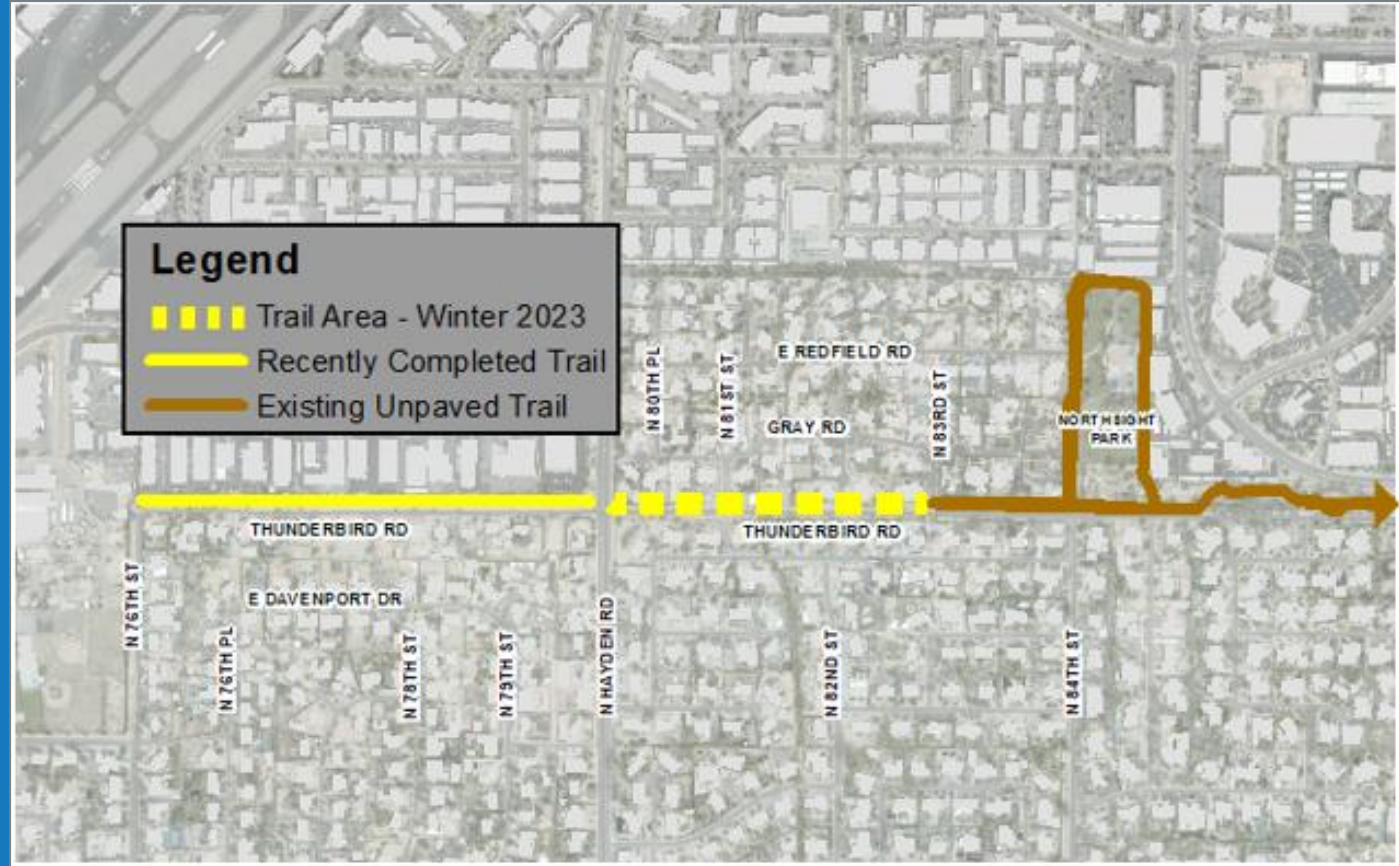 Legend
Trail Area - Winter 2023
Recently Completed Trail
Existing Unpaved Trail
N 80TH PL
N 81ST ST
E REDFIELD RD
GRAY RD
N 83RD ST
NORTHSIGHT
PARK
THUNDERBIRD RD
THUNDERBIRD RD
N 76TH ST
E DAVENPORT DR
N 76TH PL
N 78TH ST
N 79TH ST
N HAYDEN RD
N 82ND ST
N 84TH ST